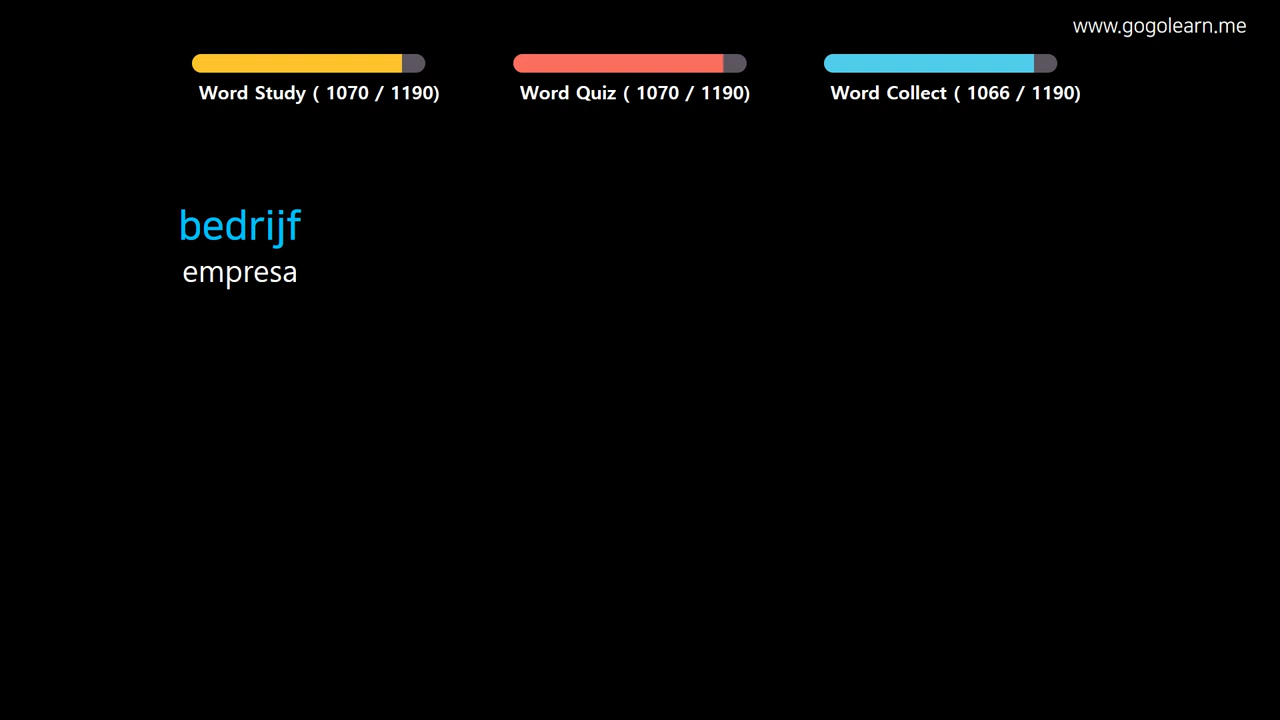 www.gogolearn.me
Word Study ( 1070 / 1190)
Word Quiz ( 1070 / 1190)
Word Collect ( 1066 / 1190)
bedrijf
empresa